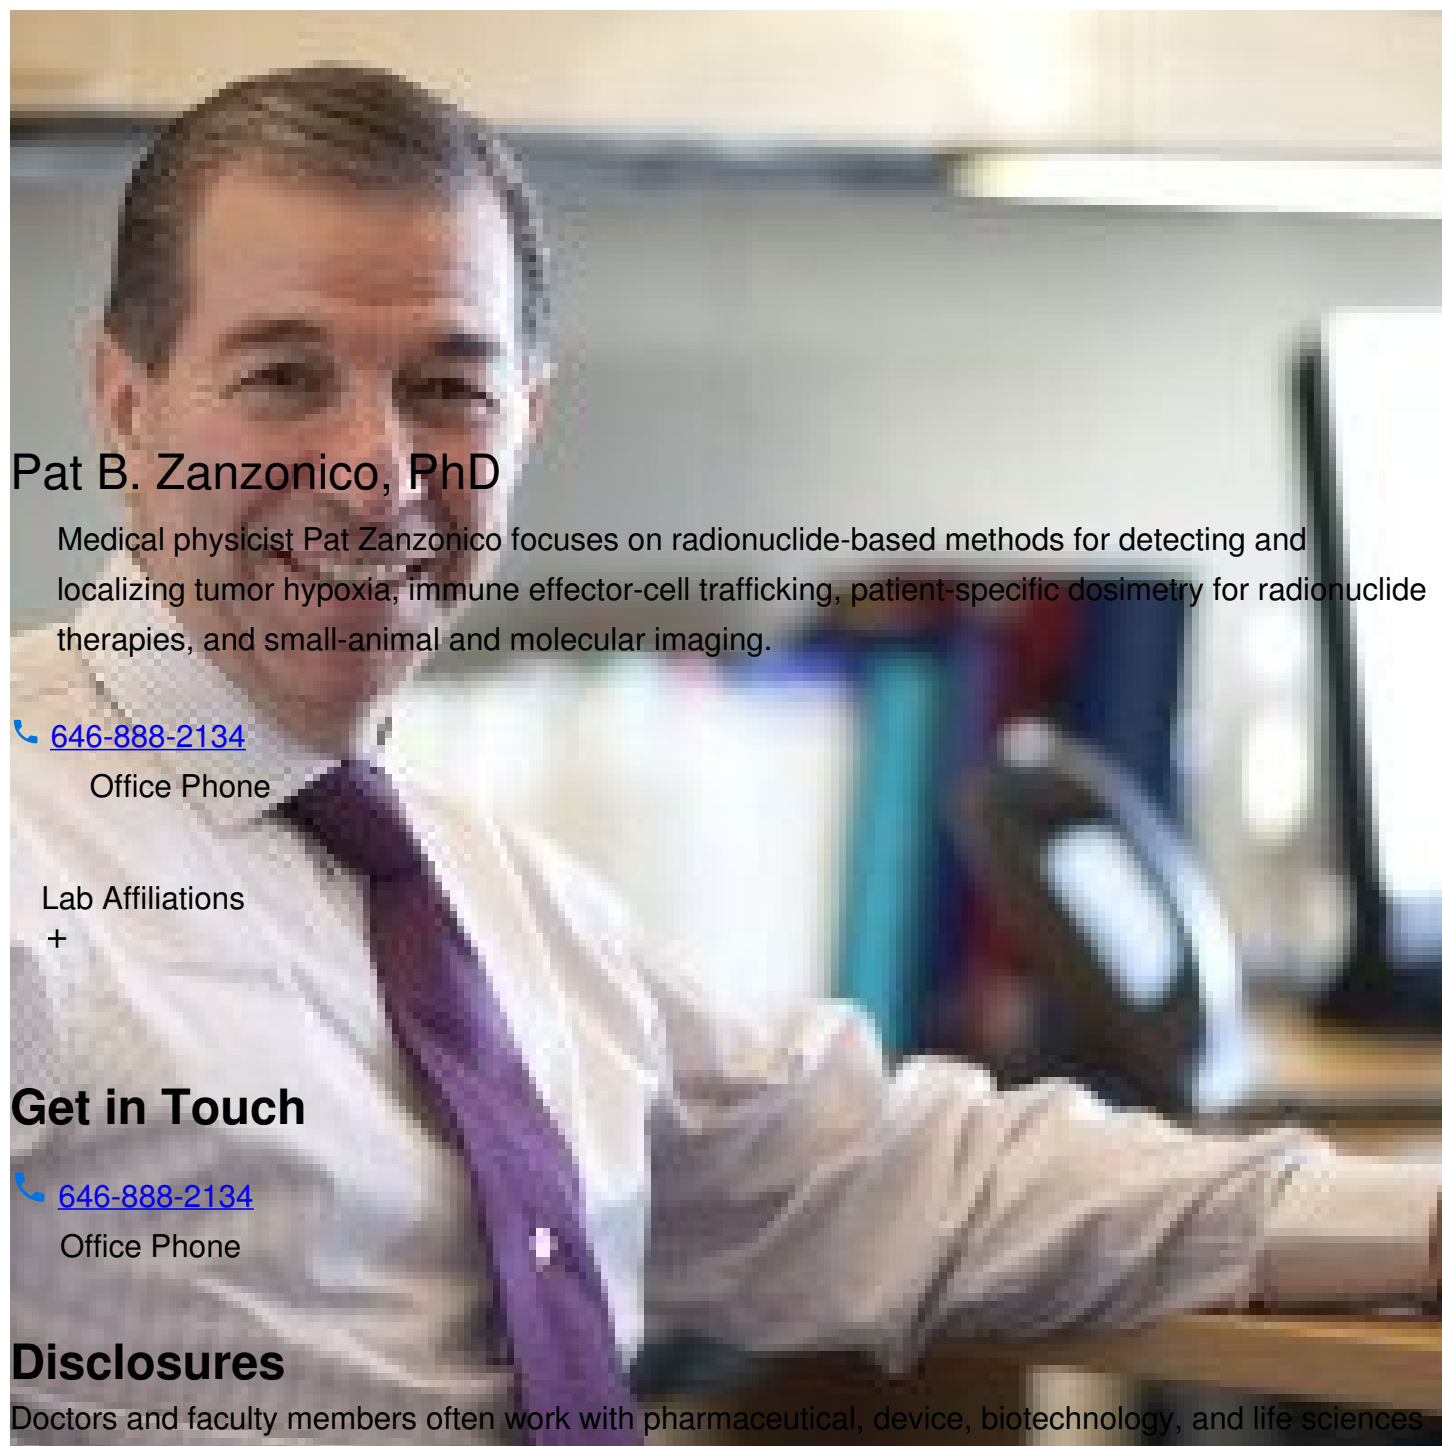 Pat B. Zanzonico, PhD
Medical physicist Pat Zanzonico focuses on radionuclide-based methods for detecting and
localizing tumor hypoxia, immune effector-cell trafficking, patient-specific dosimetry for radionuclide
therapies, and small-animal and molecular imaging.
646-888-2134
Office Phone
Lab Affiliations
+
Get in Touch
646-888-2134
Office Phone
Disclosures
Doctors and faculty members often work with pharmaceutical, device, biotechnology, and life sciences